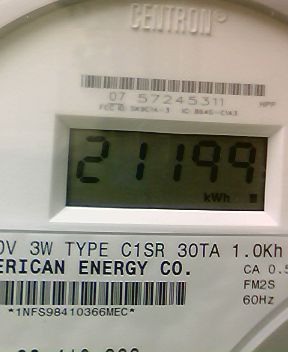 CENTRON®
07 57245311
HPF
21199
kWh
0V 3W TYPE C1SR 30TA 1.0Kh
ERICAN ENERGY CO.
CA 0.5
FM2S
60Hz
*1NFS98410366MEC*